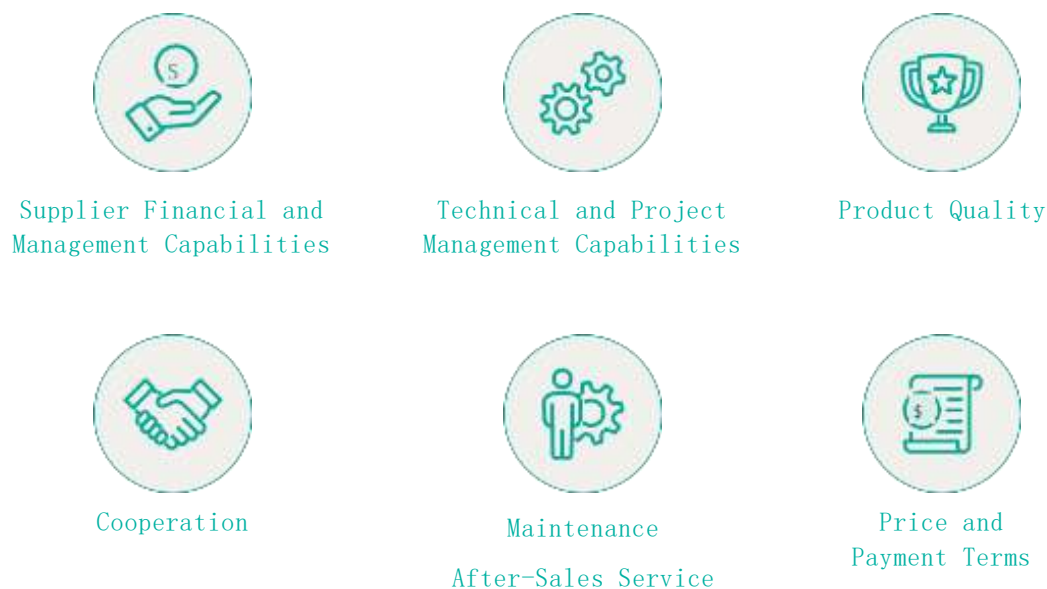 $
Supplier Financial and
Management Capabilities
Technical and Project
Management Capabilities
Product Quality
$
Cooperation
Maintenance
After-Sales Service
Price and
Payment Terms